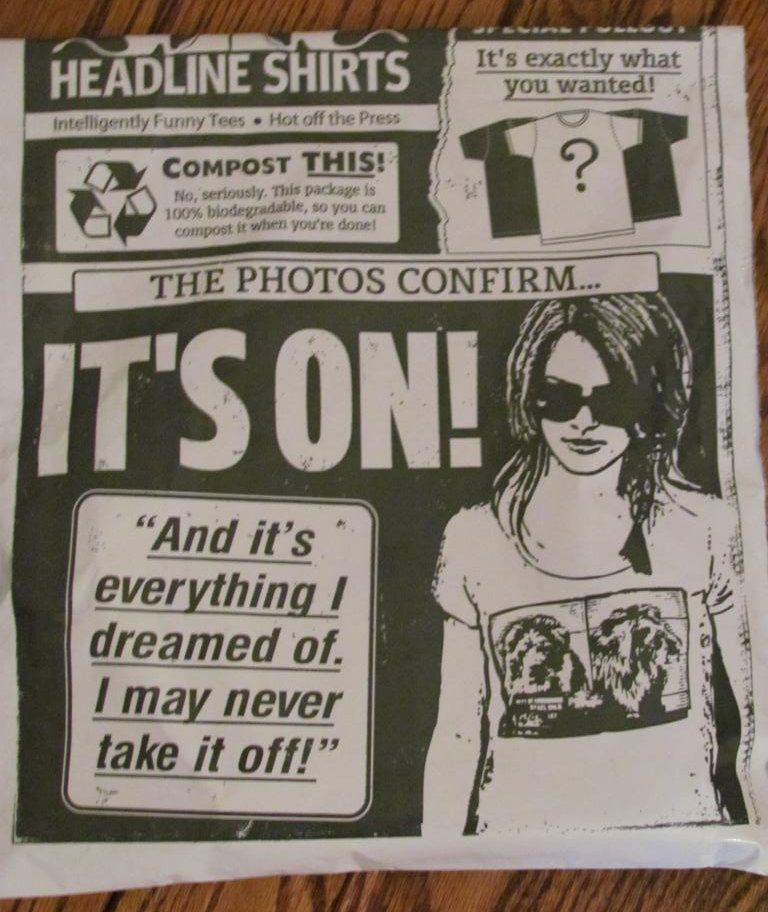 HEADLINE SHIRTS
Intelligently Funny Tees • Hot off the Press
COMPOST THIS!
No, seriously. This package is
100% biodegradable, so you can
compost it when you're done!
SPECIAL PULLOUT
It's exactly what
you wanted!
?
THE PHOTOS CONFIRM...
IT'S ON!
“And it’s
everything I
dreamed of.
I may never
take it off!”